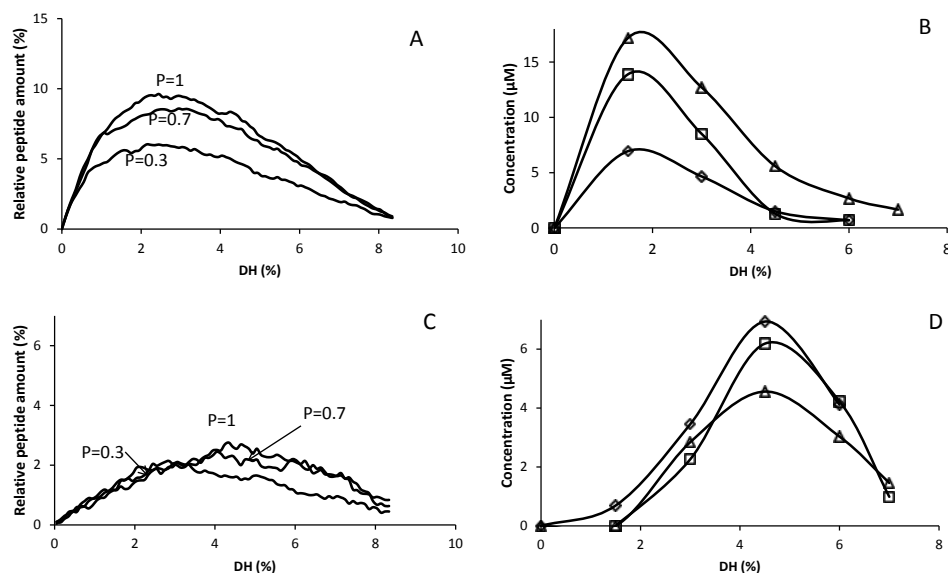 A
Relative peptide amount (%)
15
10
5
0
P=1
P=0.7
P=0.3
0 2 4 6 8 10
DH (%)
B
Concentration (µM)
15
10
5
0
0 2 4 6 8
DH (%)
C
Relative peptide amount (%)
6
4
2
0
P=0.3
P=1
P=0.7
0 2 4 6 8 10
DH (%)
D
Concentration (µM)
6
4
2
0
0 2 4 6 8
DH (%)